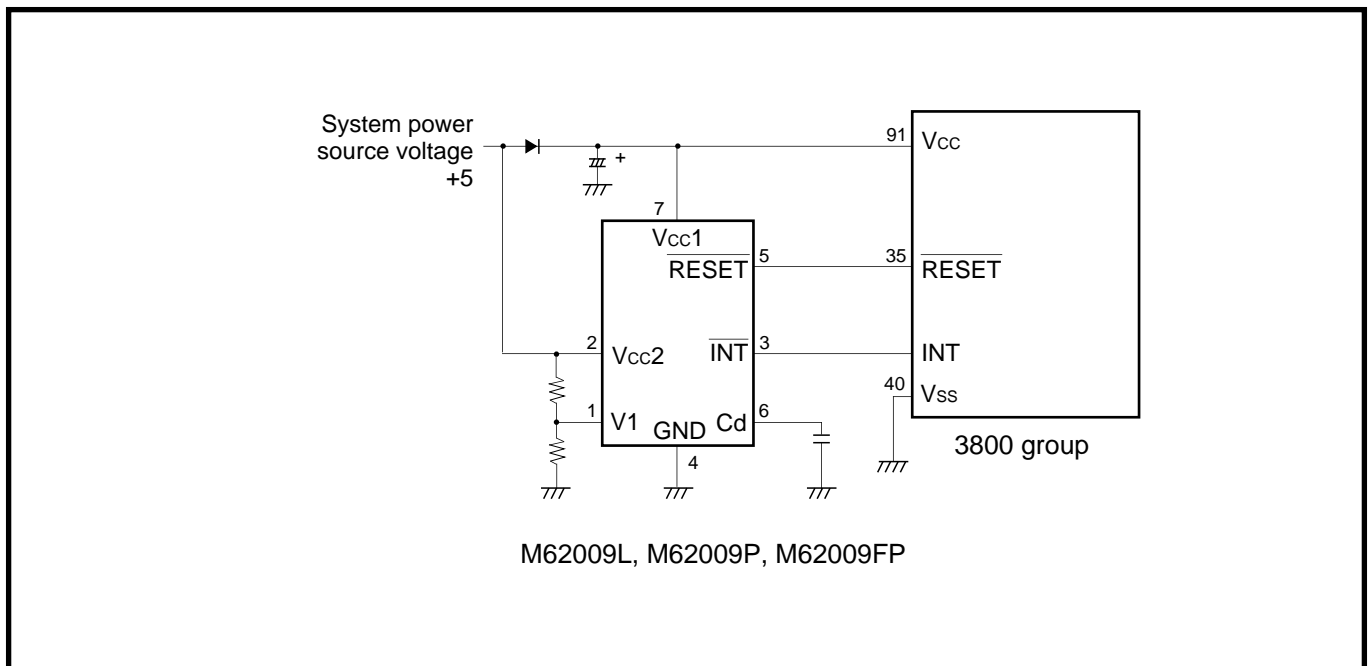 System power
source voltage
+5
+
91
VCC
7
VCC1
RESET
5
35
RESET
2
VCC2
INT
3
INT
40
VSS
1
V1
GND
Cd
6
4
3800 group
M62009L, M62009P, M62009FP